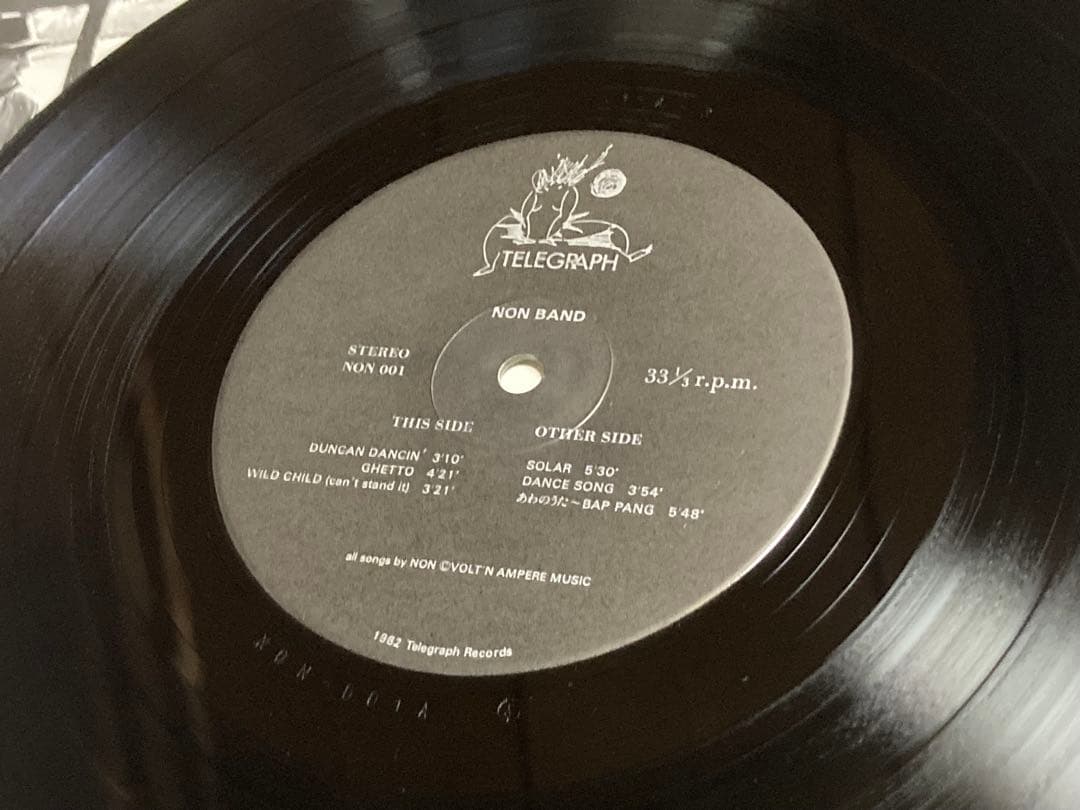 TELEGRAPH
NON BAND
STEREO
NON 001
33⅓ r.p.m.
THIS SIDE
DUNCAN DANCIN' 3'10"
GHETTO 4'21"
WILD CHILD (can't stand it) 3'21"
OTHER SIDE
SOLAR 5'30"
DANCE SONG 3'54"
あわのうた~BAP PANG 5'48"
all songs by NON ©VOLT'N AMPERE MUSIC
1982 Telegraph Records
NON-001A